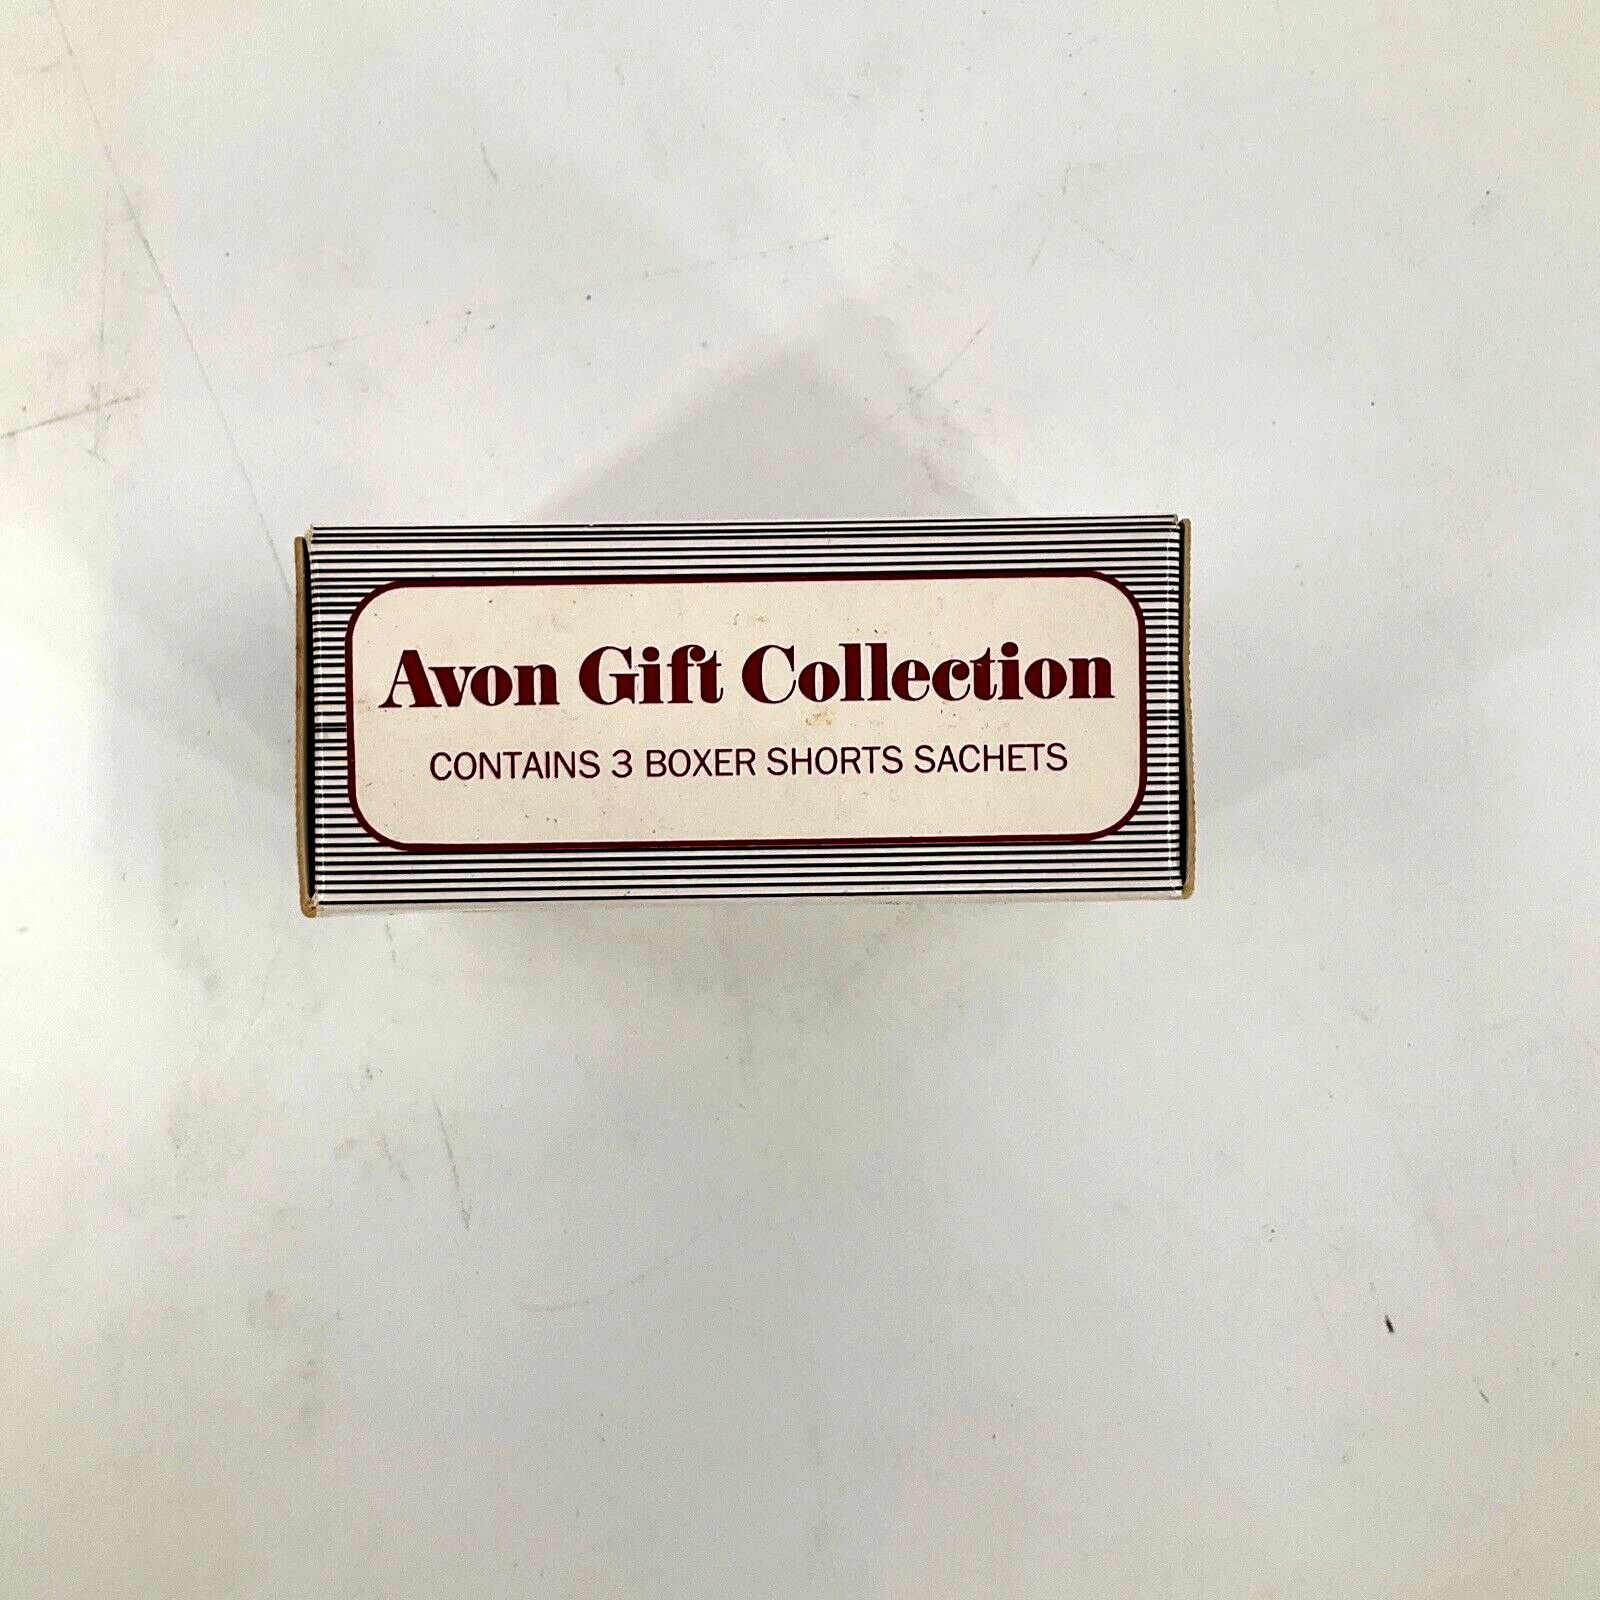 Avon Gift Collection
CONTAINS 3 BOXER SHORTS SACHETS